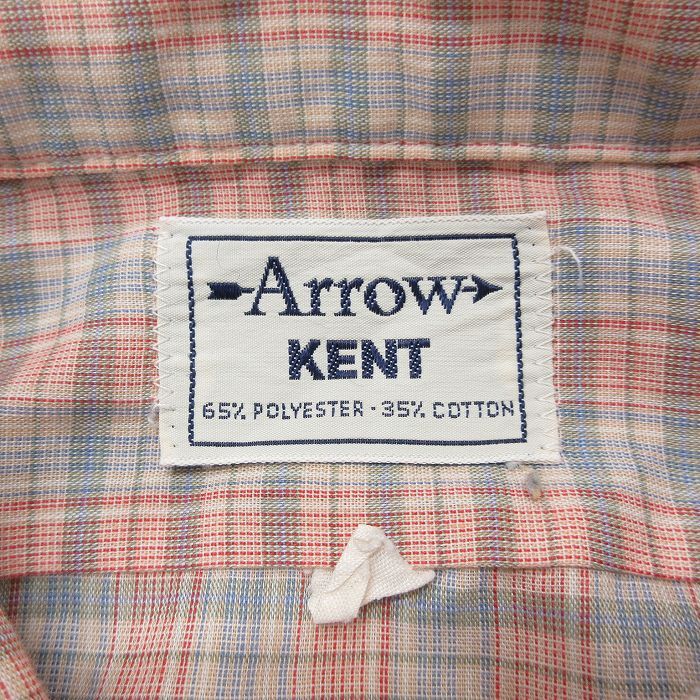 Arrow
KENT
65% POLYESTER - 35% COTTON